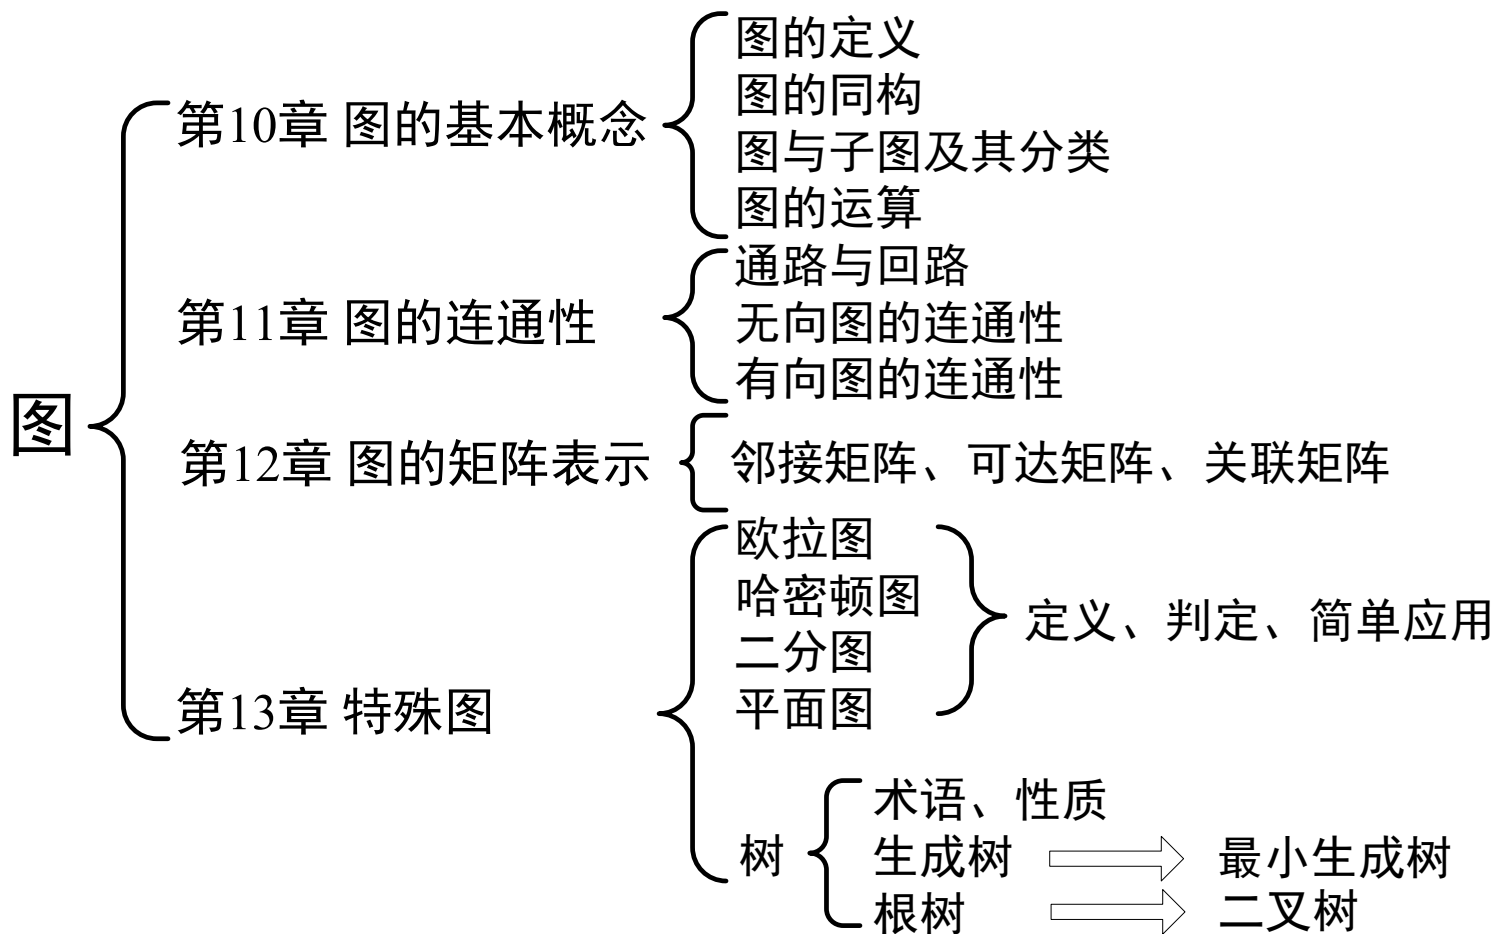 图
第10章 图的基本概念
图的定义
图的同构
图与子图及其分类
图的运算
第11章 图的连通性
通路与回路
无向图的连通性
有向图的连通性
第12章 图的矩阵表示
邻接矩阵、可达矩阵、关联矩阵
第13章 特殊图
欧拉图
哈密顿图
二分图
平面图
定义、判定、简单应用
树
术语、性质
生成树
最小生成树
根树
二叉树